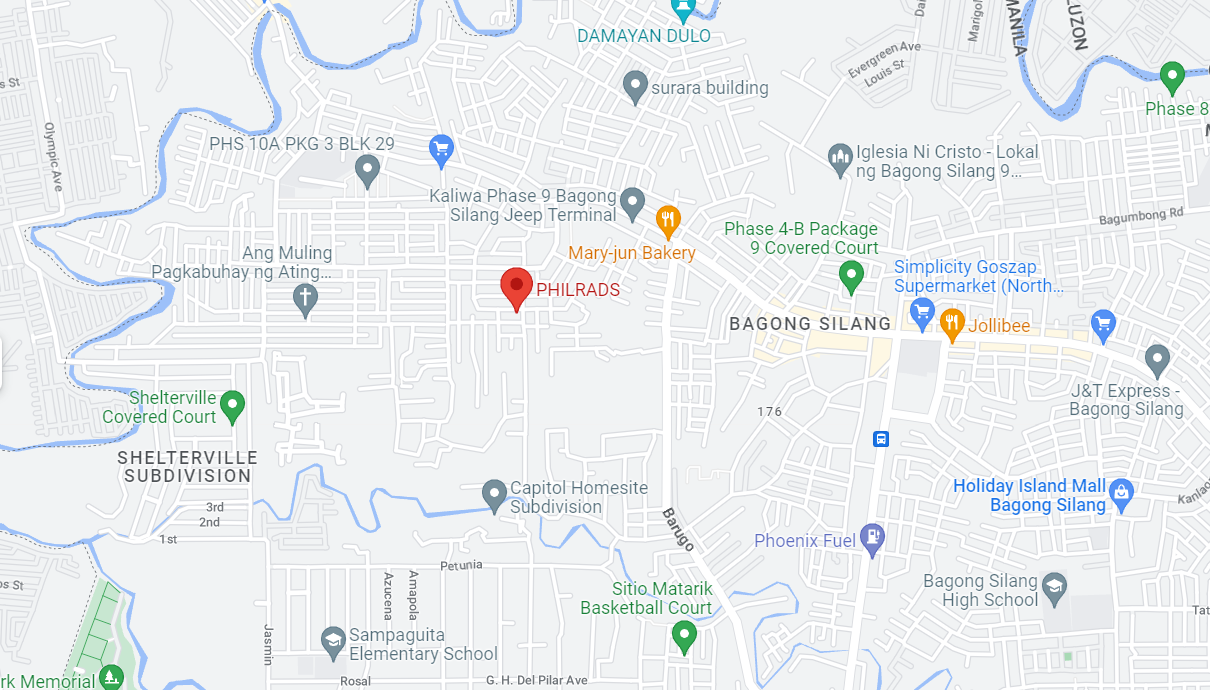 DAMAYAN DULO
MANILA
LUZON
Marigol
Dai
Evergreen Ave
Louis St
surara building
Phase 8
Olympic Ave
PHS 10A PKG 3 BLK 29
Iglesia Ni Cristo - Lokal
ng Bagong Silang 9...
Kaliwa Phase 9 Bagong
Silang Jeep Terminal
Bagumbong Rd
Phase 4-B Package
9 Covered Court
Mary-jun Bakery
Ang Muling
Pagkabuhay ng Ating...
Simplicity Goszap
Supermarket (North...
PHILRADS
BAGONG SILANG
Jollibee
J&T Express -
Bagong Silang
Shelterville
Covered Court
176
SHELTERVILLE
SUBDIVISION
Capitol Homesite
Subdivision
Holiday Island Mall
Bagong Silang
Kanlao
3rd
2nd
1st
Barugo
Phoenix Fuel
Petunia
Azucena
Amapola
Sitio Matarik
Basketball Court
Bagong Silang
High School
Tat
Jasmin
Sampaguita
Elementary School
rk Memorial
Rosal
G. H. Del Pilar Ave